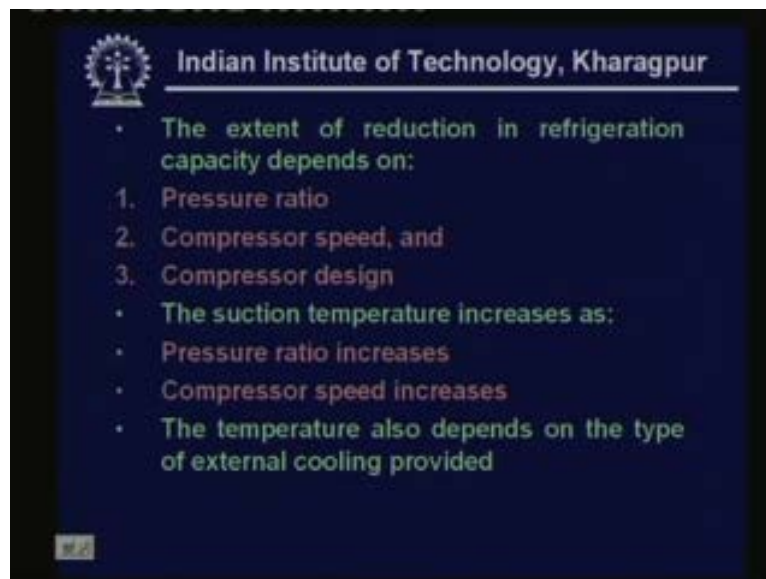 Indian Institute of Technology, Kharagpur
• The extent of reduction in refrigeration
capacity depends on:
1. Pressure ratio
2. Compressor speed, and
3. Compressor design
• The suction temperature increases as:
• Pressure ratio increases
• Compressor speed increases
• The temperature also depends on the type
of external cooling provided